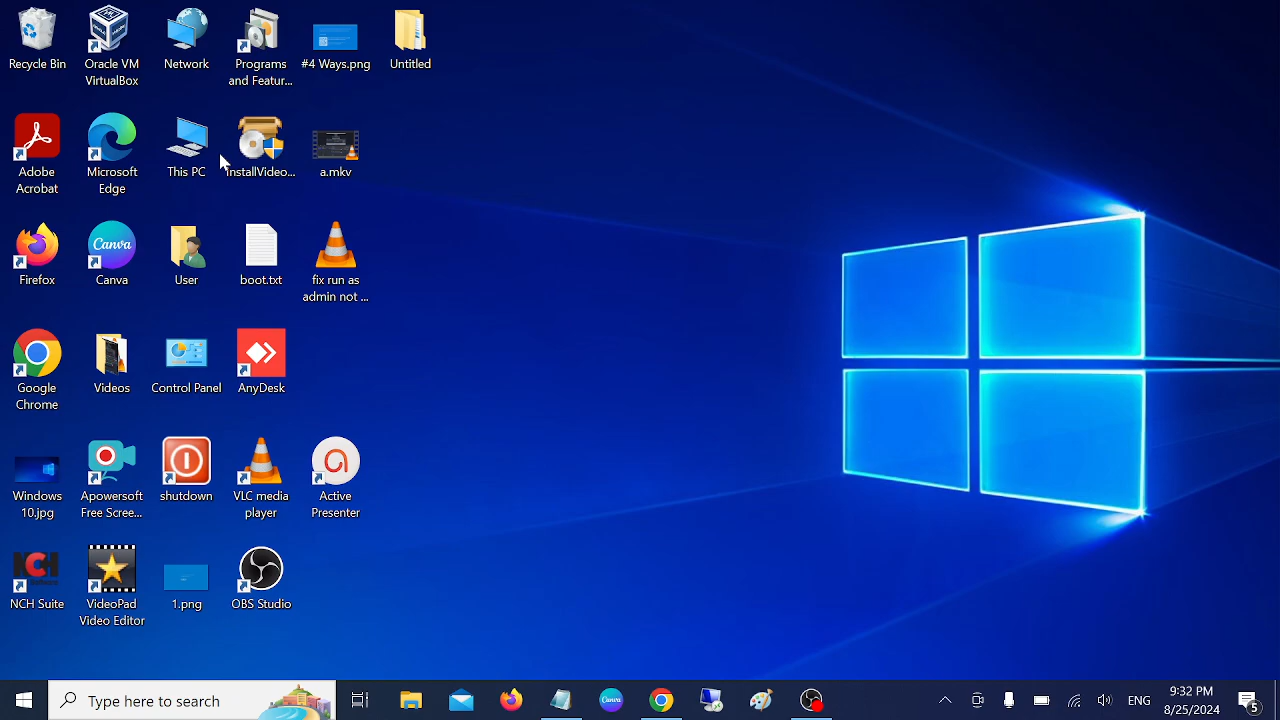 Recycle Bin
Oracle VM
VirtualBox
Network
Programs
and Featur...
#4 Ways.png
Untitled
Adobe
Acrobat
Microsoft
Edge
This PC
InstallVideo...
a.mkv
Firefox
Canva
Canva
User
boot.txt
fix run as
admin not ...
Google
Chrome
Videos
Control Panel
AnyDesk
Windows
10.jpg
Apowersoft
Free Scree...
shutdown
VLC media
player
Active
Presenter
NCH
NCH Suite
VideoPad
Video Editor
1.png
OBS Studio
Type here to search
Canva
ENG
9:32 PM
8/25/2024
5